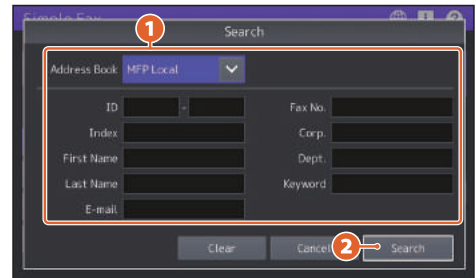 Simple Fax
1
Search
Address Book MFP Local
ID - Fax No.
Index Corp.
First Name Dept.
Last Name Keyword
E-mail
Clear Cancel 2 Search